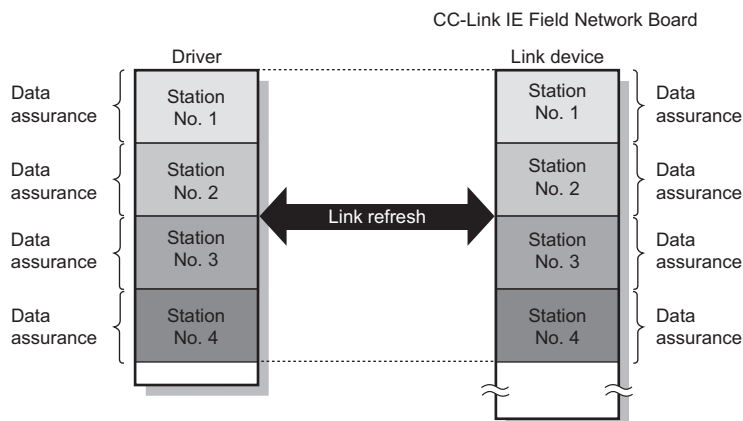 CC-Link IE Field Network Board
Driver
Link device
Data
assurance
Station
No. 1
Station
No. 1
Data
assurance
Data
assurance
Station
No. 2
Station
No. 2
Data
assurance
Link refresh
Data
assurance
Station
No. 3
Station
No. 3
Data
assurance
Data
assurance
Station
No. 4
Station
No. 4
Data
assurance